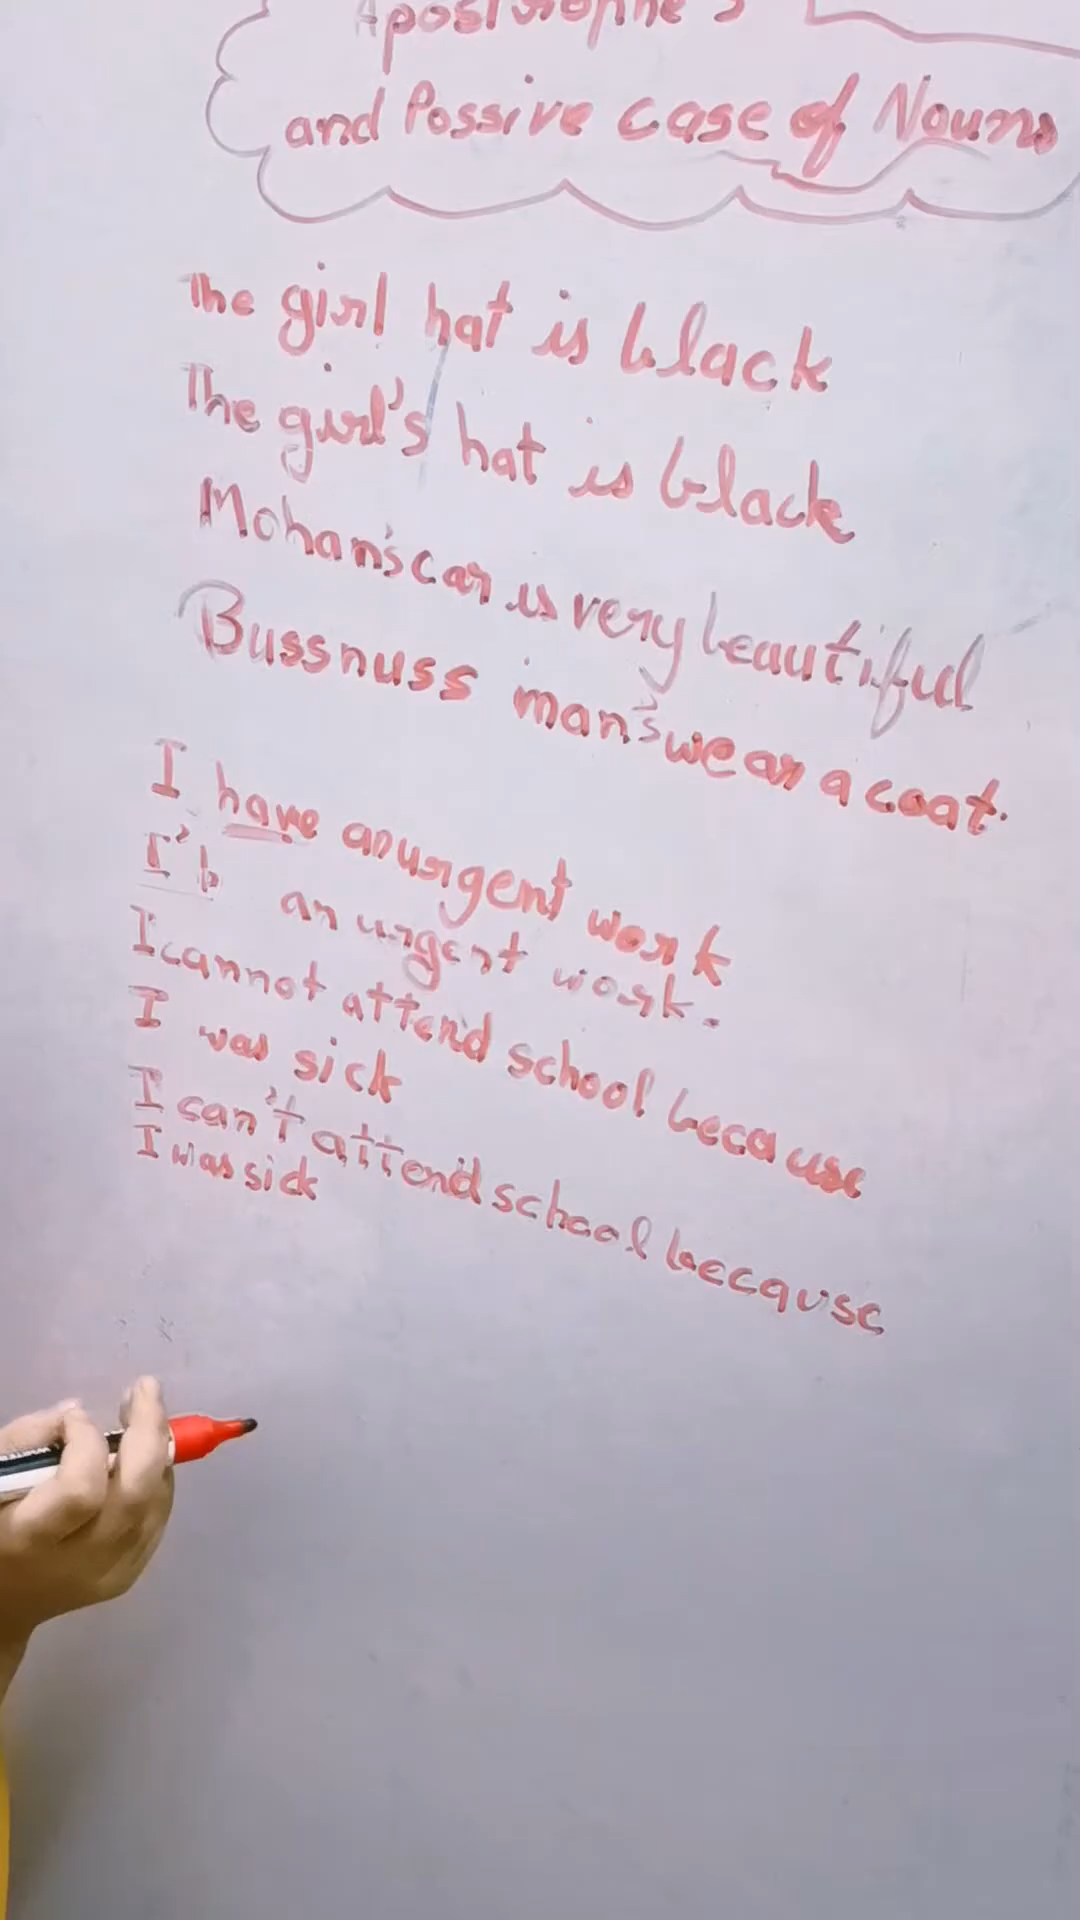 Apostrophe's
and Possive case of Nouns
The girl hat is black
The girl's hat is black
Mohan's car is very beautiful
Bussnuss man's wear a coat.
I have an urgent work
I'h an urgent work.
I cannot attend school because
I was sick
I can't attend school because
I was sick